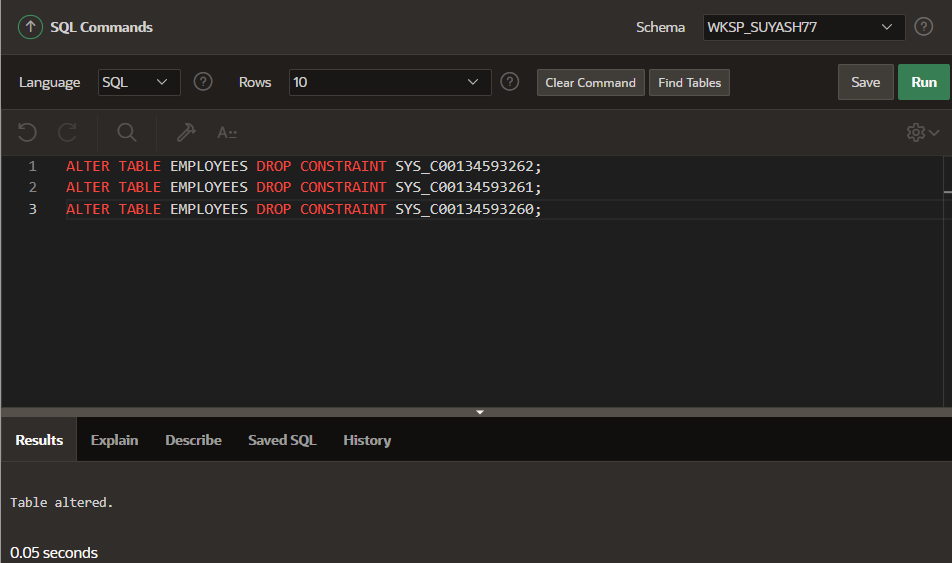 SQL Commands Schema WKSP_SUYASH77
Language SQL Rows 10 Clear Command Find Tables Save Run
A
1 ALTER TABLE EMPLOYEES DROP CONSTRAINT SYS_C00134593262;
2 ALTER TABLE EMPLOYEES DROP CONSTRAINT SYS_C00134593261;
3 ALTER TABLE EMPLOYEES DROP CONSTRAINT SYS_C00134593260;
Results Explain Describe Saved SQL History
Table altered.
0.05 seconds